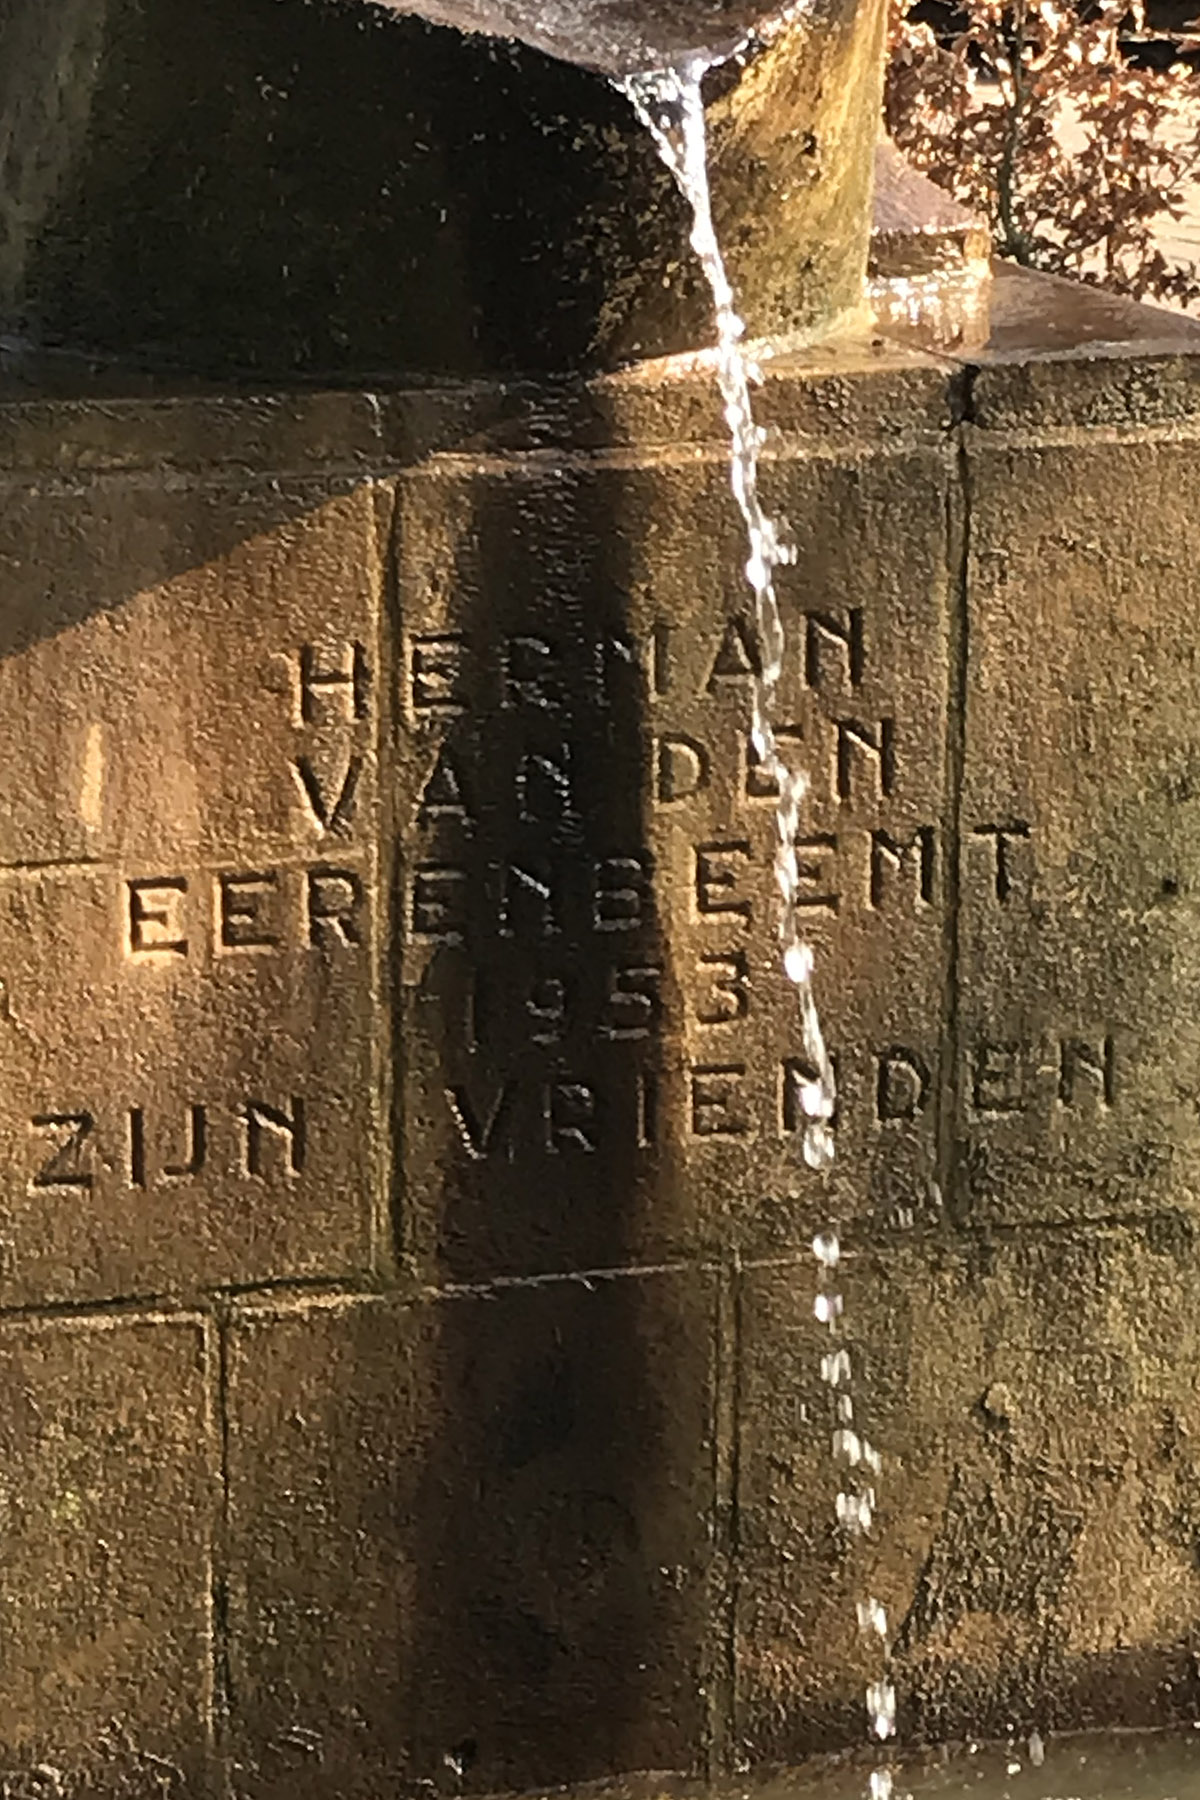 HERMAN
VAN DEN
EERENBEEMT
1953
ZIJN VRIENDEN